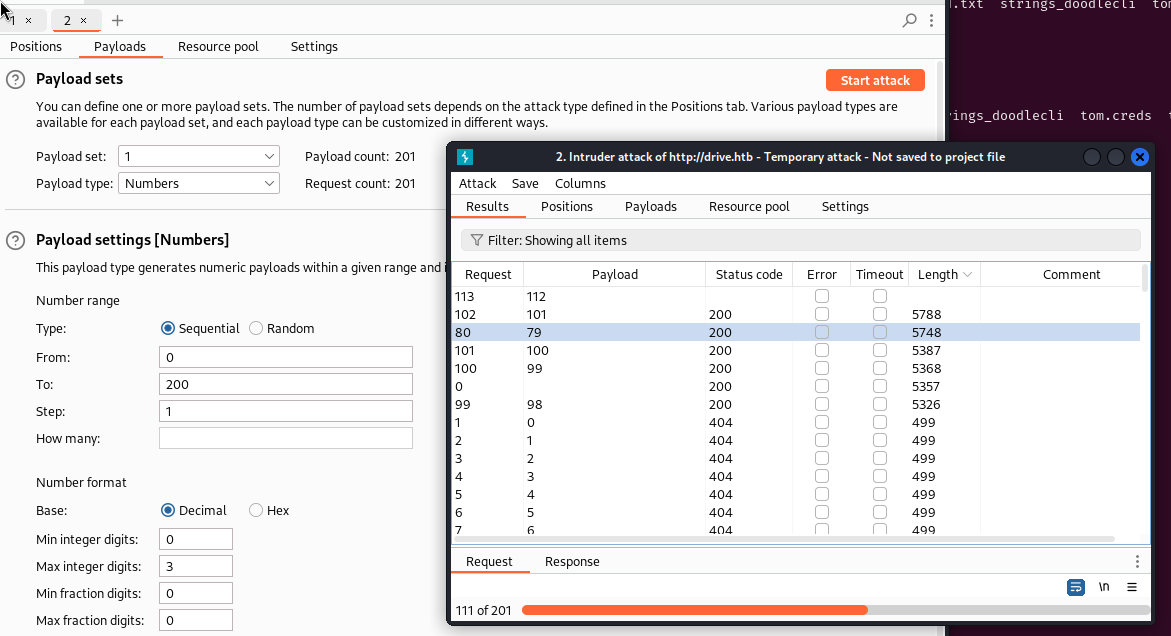 1 ×
2 ×
+
.txt strings_doodlecli
Positions Payloads Resource pool Settings
Payload sets
Start attack
You can define one or more payload sets. The number of payload sets depends on the attack type defined in the Positions tab. Various payload types are
available for each payload set, and each payload type can be customized in different ways.
Payload set: 1 Payload count: 201
Payload type: Numbers Request count: 201
Payload settings [Numbers]
This payload type generates numeric payloads within a given range and
Number range
Type: Sequential Random
From: 0
To: 200
Step: 1
How many:
Number format
Base: Decimal Hex
Min integer digits: 0
Max integer digits: 3
Min fraction digits: 0
Max fraction digits: 0
ings_doodlecli tom.creds
2. Intruder attack of http://drive.htb - Temporary attack - Not saved to project file
Attack Save Columns
Results Positions Payloads Resource pool Settings
Filter: Showing all items
Request Payload Status code Error Timeout Length Comment
113 112
102 101 200 5788
80 79 200 5748
101 100 200 5387
100 99 200 5368
0 200 5357
99 98 200 5326
1 0 404 499
2 1 404 499
3 2 404 499
4 3 404 499
5 4 404 499
6 5 404 499
7 6 404 499
Request Response
\n
111 of 201